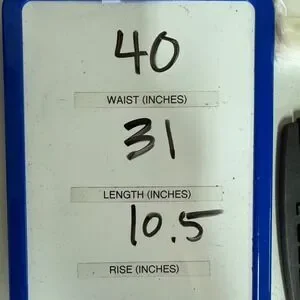 40
WAIST (INCHES)
31
LENGTH (INCHES)
10.5
RISE (INCHES)